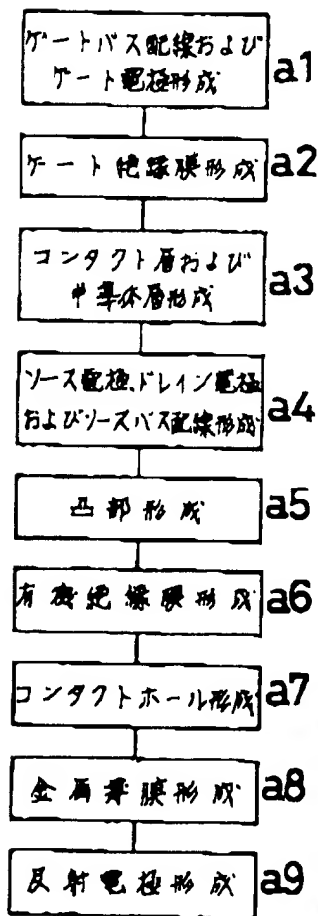 ゲートバス配線および
ゲート電極形成
a1
ゲート絶縁膜形成
a2
コンタクト層および
半導体層形成
a3
ソース電極、ドレイン電極
およびソースバス配線形成
a4
凸部形成
a5
有機絶縁膜形成
a6
コンタクトホール形成
a7
金属薄膜形成
a8
反射電極形成
a9